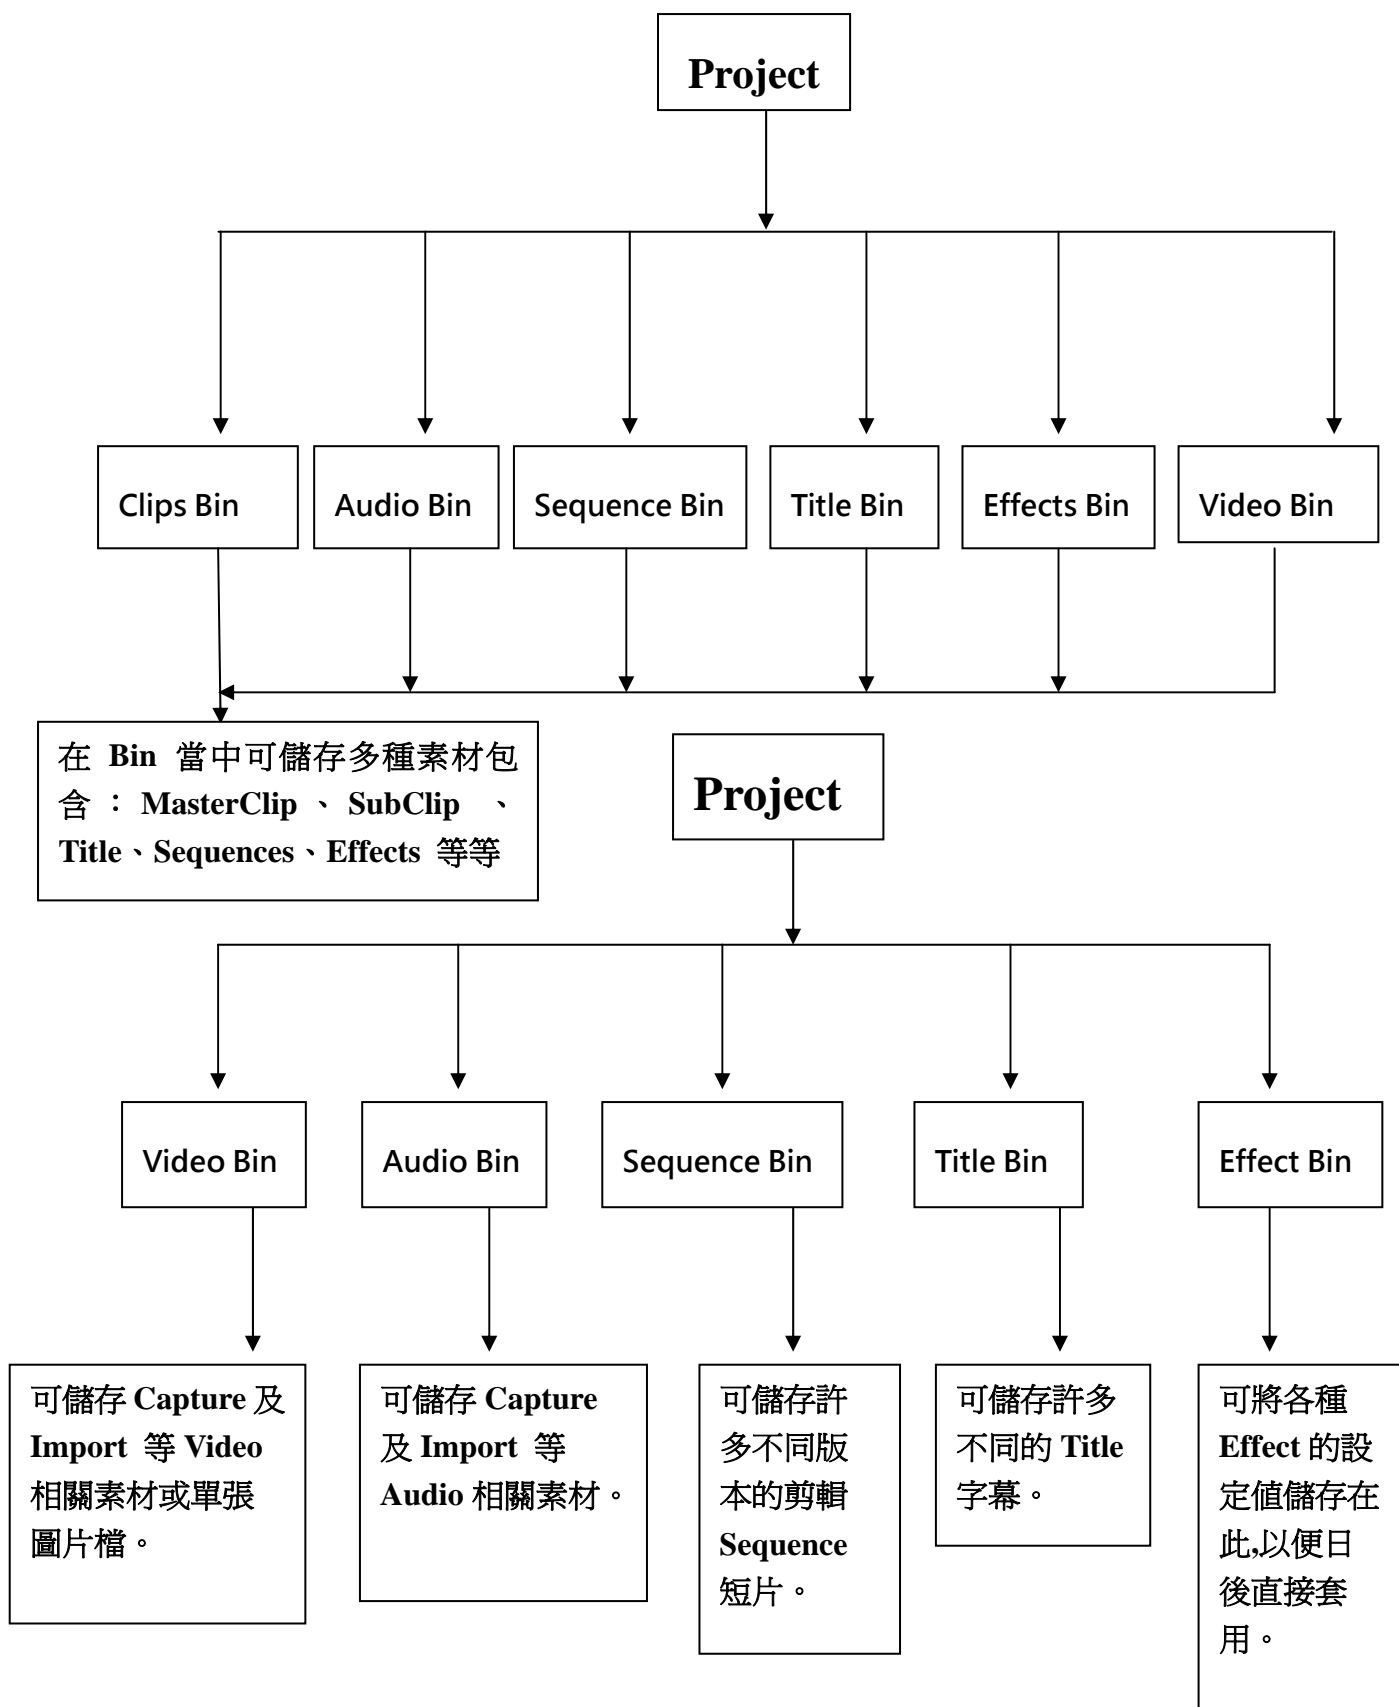 Project
Clips Bin
Audio Bin
Sequence Bin
Title Bin
Effects Bin
Video Bin
在 Bin 當中可儲存多種素材包
含：MasterClip、SubClip 、
Title、Sequences、Effects 等等
Project
Video Bin
Audio Bin
Sequence Bin
Title Bin
Effect Bin
可儲存 Capture 及
Import 等 Video
相關素材或單張
圖片檔。
可儲存 Capture
及 Import 等
Audio 相關素材。
可儲存許
多不同版
本的剪輯
Sequence
短片。
可儲存許多
不同的 Title
字幕。
可將各種
Effect 的設
定值儲存在
此,以便日
後直接套
用。